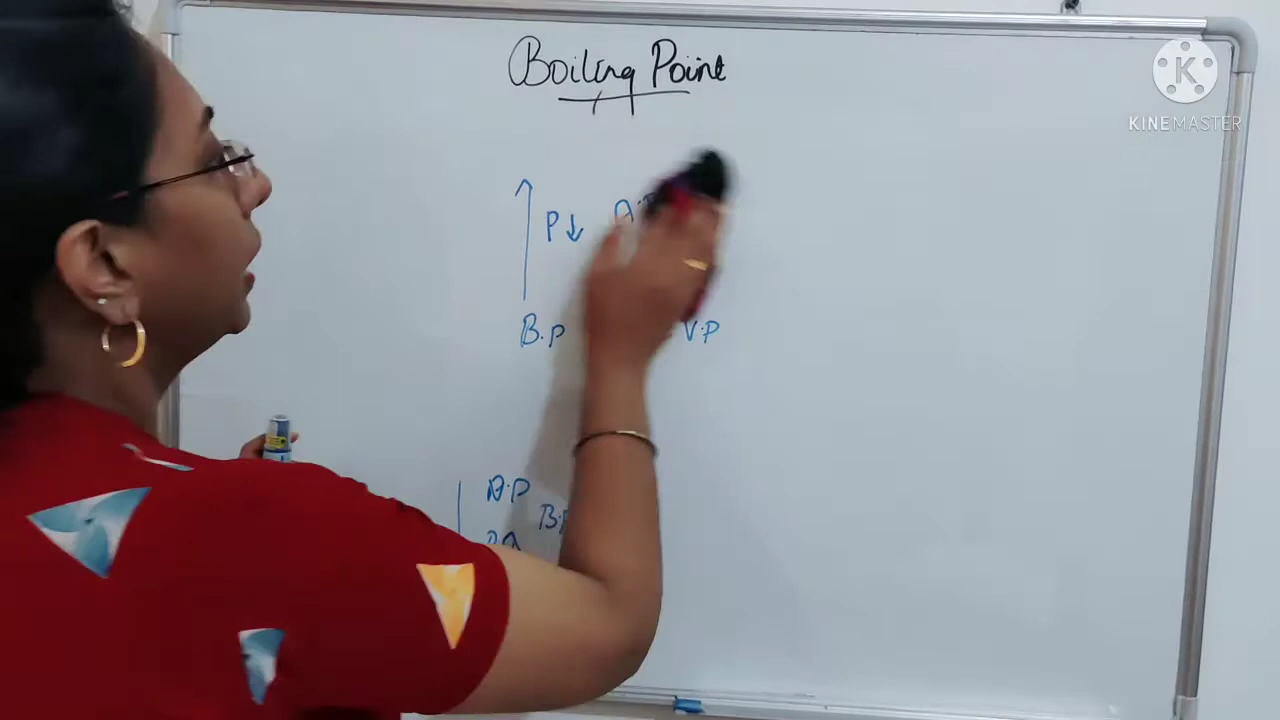 Boiling Point
P↓
B.P V.P
A.P
B.P
KINEMASTER